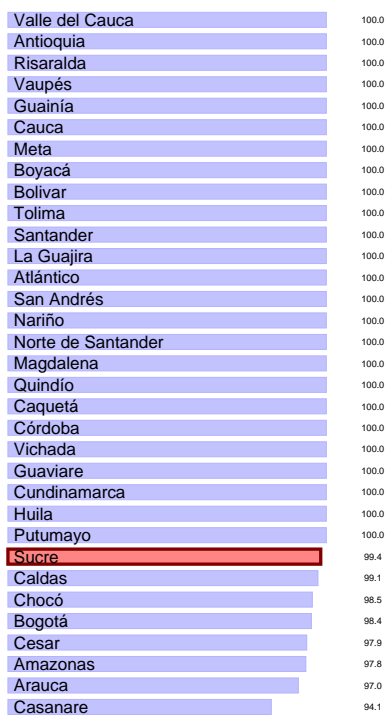 Valle del Cauca 100.0
Antioquia 100.0
Risaralda 100.0
Vaupés 100.0
Guainía 100.0
Cauca 100.0
Meta 100.0
Boyacá 100.0
Bolivar 100.0
Tolima 100.0
Santander 100.0
La Guajira 100.0
Atlántico 100.0
San Andrés 100.0
Nariño 100.0
Norte de Santander 100.0
Magdalena 100.0
Quindío 100.0
Caquetá 100.0
Córdoba 100.0
Vichada 100.0
Guaviare 100.0
Cundinamarca 100.0
Huila 100.0
Putumayo 100.0
Sucre 99.4
Caldas 99.1
Chocó 98.5
Bogotá 98.4
Cesar 97.9
Amazonas 97.8
Arauca 97.0
Casanare 94.1